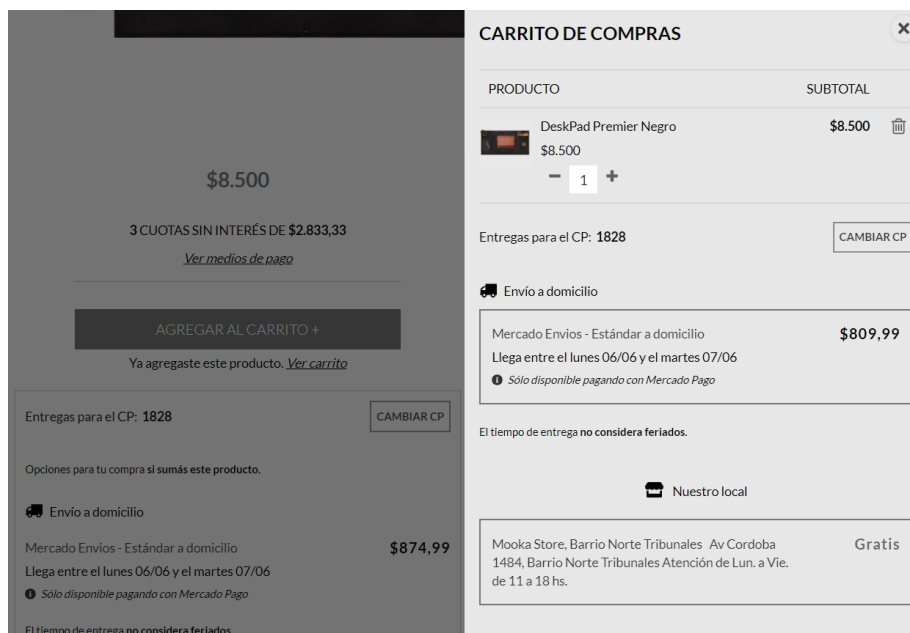 $8.500
3 CUOTAS SIN INTERÉS DE $2.833,33
Ver medios de pago
AGREGAR AL CARRITO +
Ya agregaste este producto. Ver carrito
Entregas para el CP: 1828
CAMBIAR CP
Opciones para tu compra si sumás este producto.
Envío a domicilio
Mercado Envios - Estándar a domicilio
$874,99
Llega entre el lunes 06/06 y el martes 07/06
Sólo disponible pagando con Mercado Pago
El tiempo de entrega no considera feriados.
CARRITO DE COMPRAS
PRODUCTO
SUBTOTAL
DeskPad Premier Negro
$8.500
$8.500
1
Entregas para el CP: 1828
CAMBIAR CP
Envío a domicilio
Mercado Envios - Estándar a domicilio
$809,99
Llega entre el lunes 06/06 y el martes 07/06
Sólo disponible pagando con Mercado Pago
El tiempo de entrega no considera feriados.
Nuestro local
Mooka Store, Barrio Norte Tribunales Av Cordoba
Gratis
1484, Barrio Norte Tribunales Atención de Lun. a Vie.
de 11 a 18 hs.